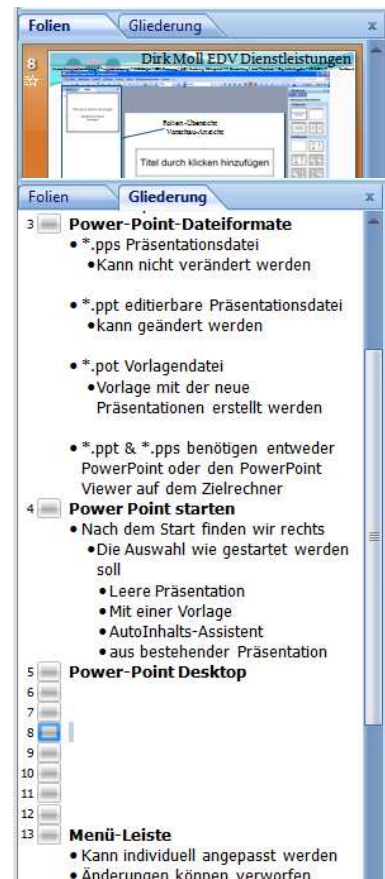 Folien Gliederung x
8 Dirk Moll EDV Dienstleistungen
Folien-Übersicht
Vorschau-Ansicht
Titel durch klicken hinzufügen
Folien Gliederung x
3 Power-Point-Dateiformate
• *.pps Präsentationsdatei
•Kann nicht verändert werden
• *.ppt editierbare Präsentationsdatei
•kann geändert werden
• *.pot Vorlagendatei
•Vorlage mit der neue
Präsentationen erstellt werden
• *.ppt & *.pps benötigen entweder
PowerPoint oder den PowerPoint
Viewer auf dem Zielrechner
4 Power Point starten
• Nach dem Start finden wir rechts
•Die Auswahl wie gestartet werden
soll
• Leere Präsentation
• Mit einer Vorlage
• AutoInhalts-Assistent
• aus bestehender Präsentation
5 Power-Point Desktop
6
7
8
9
10
11
12
13 Menü-Leiste
• Kann individuell angepasst werden
• Änderungen können verworfen